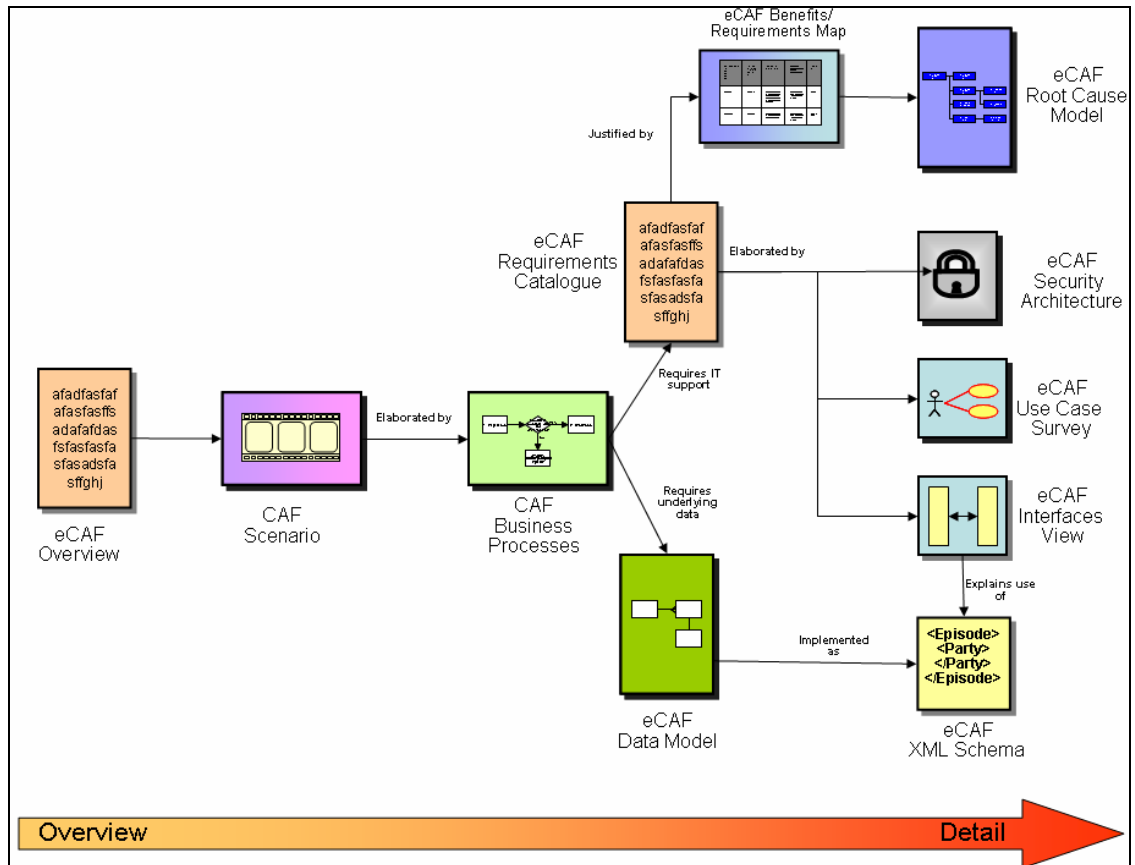 eCAF Benefits/
Requirements Map
eCAF
Root Cause
Model
Justified by
eCAF
Requirements
Catalogue
afadfasfaf
afasfasffs
adafafdas
fsfasfasfa
sfasadsfa
sffghj
Elaborated by
eCAF
Security
Architecture
Requires IT
support
eCAF
Use Case
Survey
afadfasfaf
afasfasffs
adafafdas
fsfasfasfa
sfasadsfa
sffghj
eCAF
Overview
CAF
Scenario
Elaborated by
CAF
Business
Processes
Requires
underlying
data
eCAF
Interfaces
View
Explains use
of
eCAF
Data Model
Implemented
as
<Episode>
<Party>
</Party>
</Episode>
eCAF
XML Schema
Overview
Detail